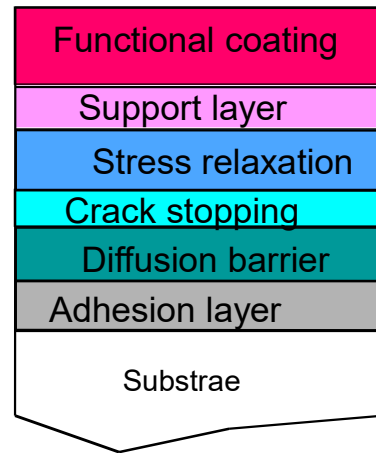 Functional coating
Support layer
Stress relaxation
Crack stopping
Diffusion barrier
Adhesion layer
Substrae